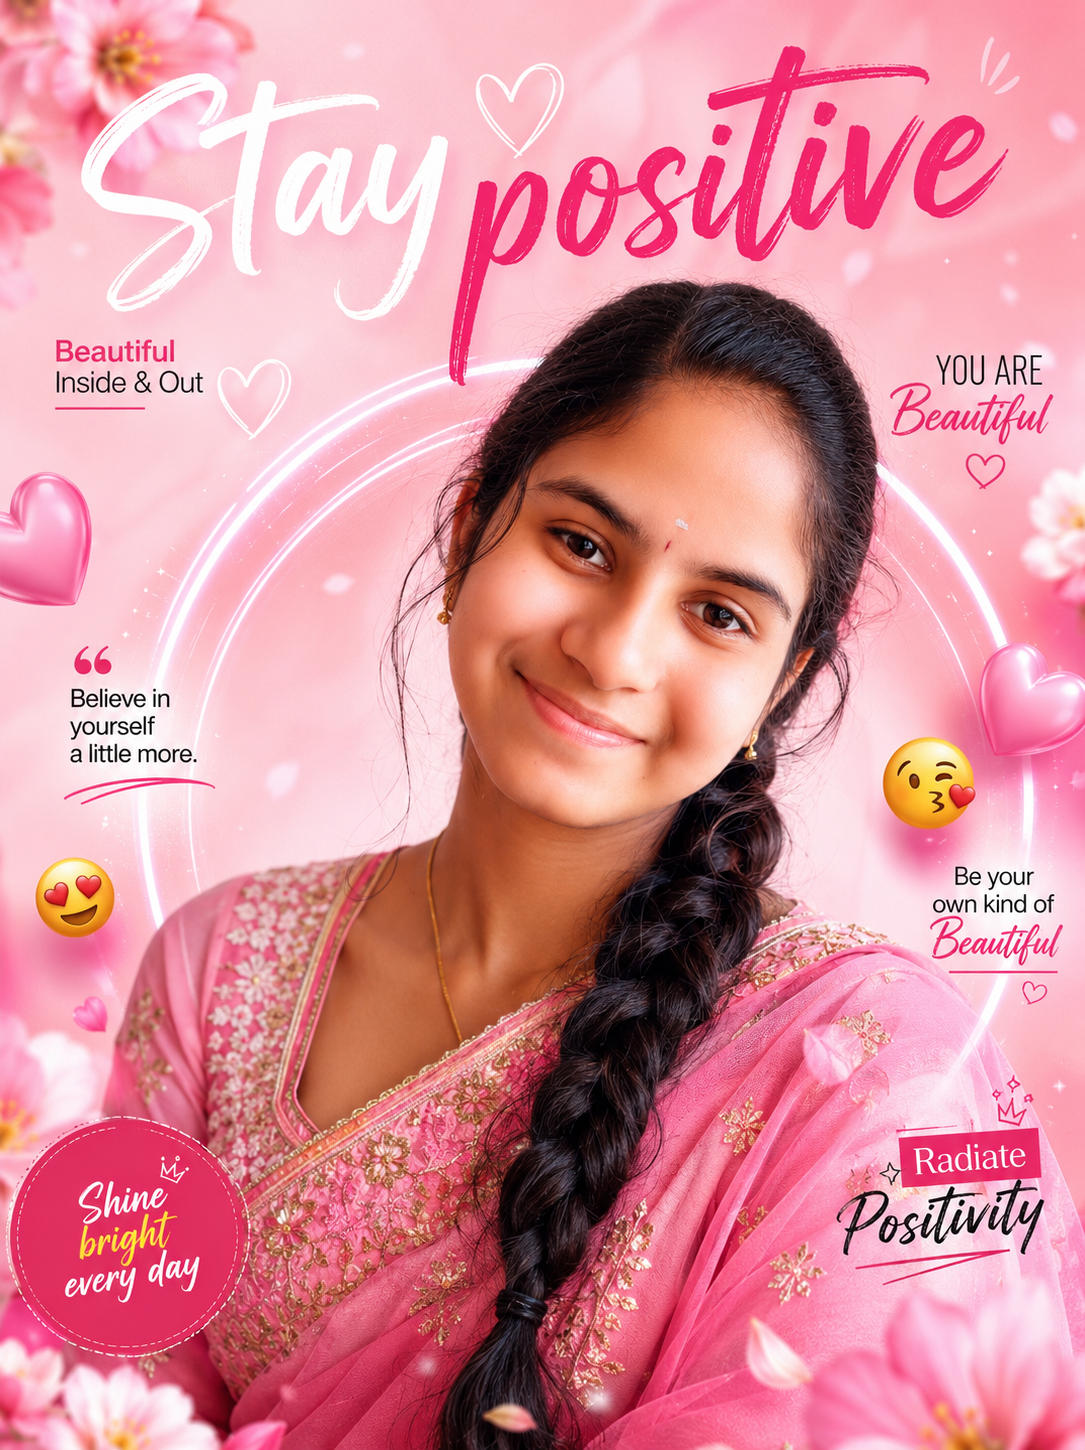 Stay positive
Beautiful
Inside & Out
YOU ARE
Beautiful
“
Believe in
yourself
a little more.
Be your
own kind of
Beautiful
Radiate
Positivity
Shine
bright
every day